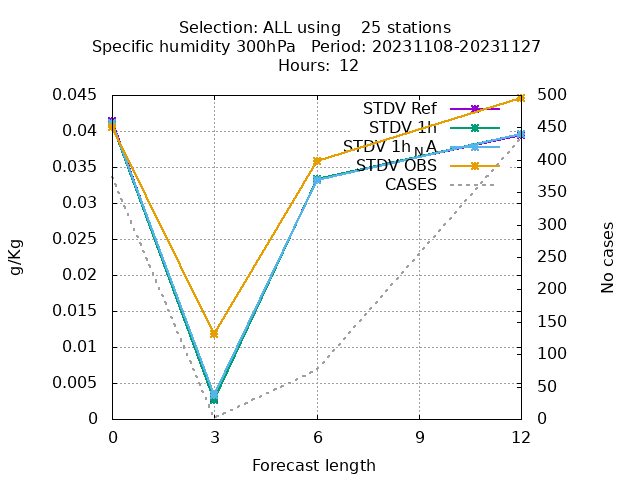 Selection: ALL using    25 stations
Specific humidity 300hPa   Period: 20231108-20231127
Hours: 12
STDV Ref
STDV 1h
STDV 1h_NA
STDV OBS
CASES
g/Kg
0.045
0.04
0.035
0.03
0.025
0.02
0.015
0.01
0.005
0
500
450
400
350
300
250
200
150
100
50
0
No cases
0 3 6 9 12
Forecast length